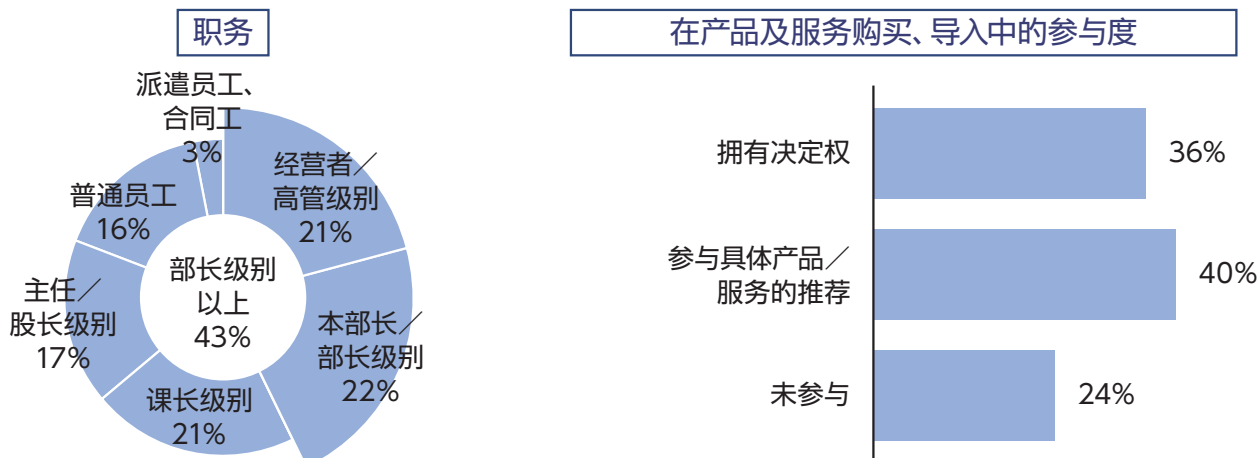 职务
派遣员工、
合同工
3%
经营者／
高管级别
21%
普通员工
16%
部长级别
以上
43%
主任／
股长级别
17%
本部长／
部长级别
22%
课长级别
21%
在产品及服务购买、导入中的参与度
拥有决定权
36%
参与具体产品／
服务的推荐
40%
未参与
24%